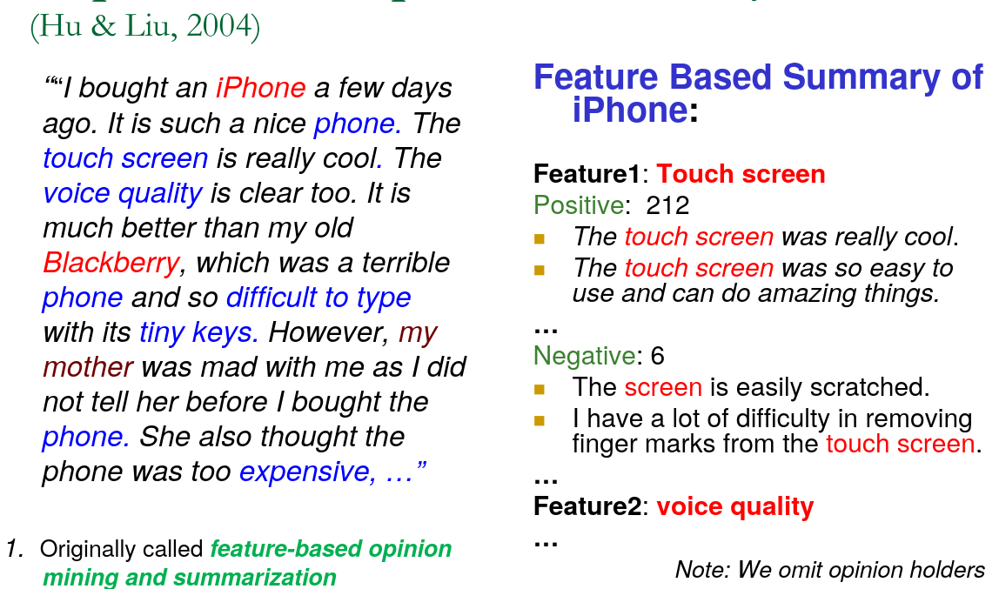 (Hu & Liu, 2004)
““I bought an iPhone a few days
ago. It is such a nice phone. The
touch screen is really cool. The
voice quality is clear too. It is
much better than my old
Blackberry, which was a terrible
phone and so difficult to type
with its tiny keys. However, my
mother was mad with me as I did
not tell her before I bought the
phone. She also thought the
phone was too expensive, …”
1. Originally called feature-based opinion
mining and summarization
Feature Based Summary of
iPhone:
Feature1: Touch screen
Positive: 212
■ The touch screen was really cool.
■ The touch screen was so easy to
use and can do amazing things.
…
Negative: 6
■ The screen is easily scratched.
■ I have a lot of difficulty in removing
finger marks from the touch screen.
…
Feature2: voice quality
…
Note: We omit opinion holders